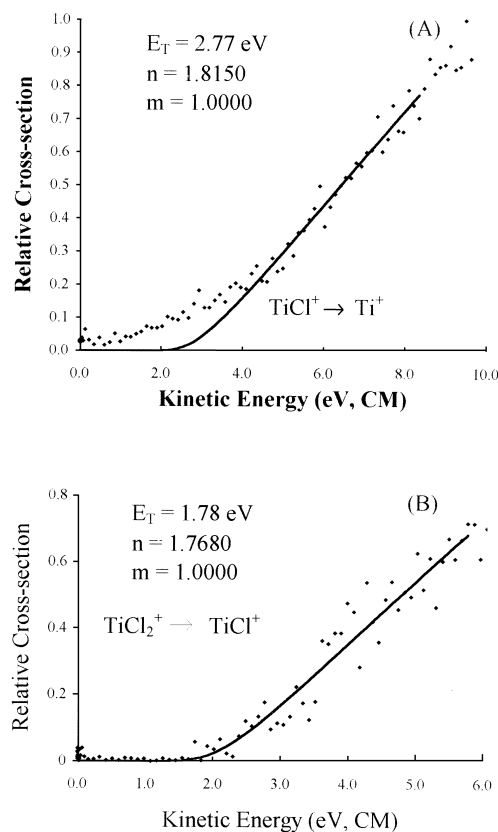 (A)
E_T = 2.77 eV
n = 1.8150
m = 1.0000
Relative Cross-section
1.0
0.9
0.8
0.7
0.6
0.5
0.4
0.3
0.2
0.1
0.0
TiCl⁺ → Ti⁺
0.0 2.0 4.0 6.0 8.0 10.0
Kinetic Energy (eV, CM)
(B)
E_T = 1.78 eV
n = 1.7680
m = 1.0000
TiCl₂⁺ → TiCl⁺
Relative Cross-section
0.8
0.6
0.4
0.2
0
0.0 1.0 2.0 3.0 4.0 5.0 6.0
Kinetic Energy (eV, CM)